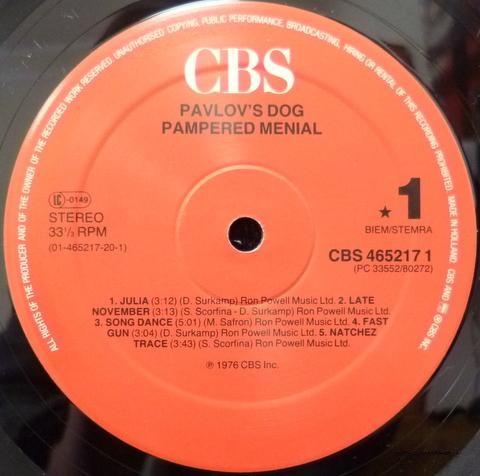 ALL RIGHTS OF THE PRODUCER AND OF THE OWNER OF THE RECORDED WORK RESERVED. UNAUTHORISED COPYING, PUBLIC PERFORMANCE, BROADCASTING, HIRING OR RENTAL OF THIS RECORDING PROHIBITED. MADE IN HOLLAND. CBS AND ARE ® CBS INC.
CBS
PAVLOV'S DOG
PAMPERED MENIAL
LC-0149
STEREO
33⅓ RPM
(01-465217-20-1)
★ 1
BIEM/STEMRA
CBS 465217 1
(PC 33552/80272)
1. JULIA (3:12) (D. Surkamp) Ron Powell Music Ltd. 2. LATE
NOVEMBER (3:13) (S. Scorfina - D. Surkamp) Ron Powell Music Ltd.
3. SONG DANCE (5:01) (M. Safron) Ron Powell Music Ltd. 4. FAST
GUN (3:04) (D. Surkamp) Ron Powell Music Ltd. 5. NATCHEZ
TRACE (3:43) (S. Scorfina) Ron Powell Music Ltd.
℗ 1976 CBS Inc.